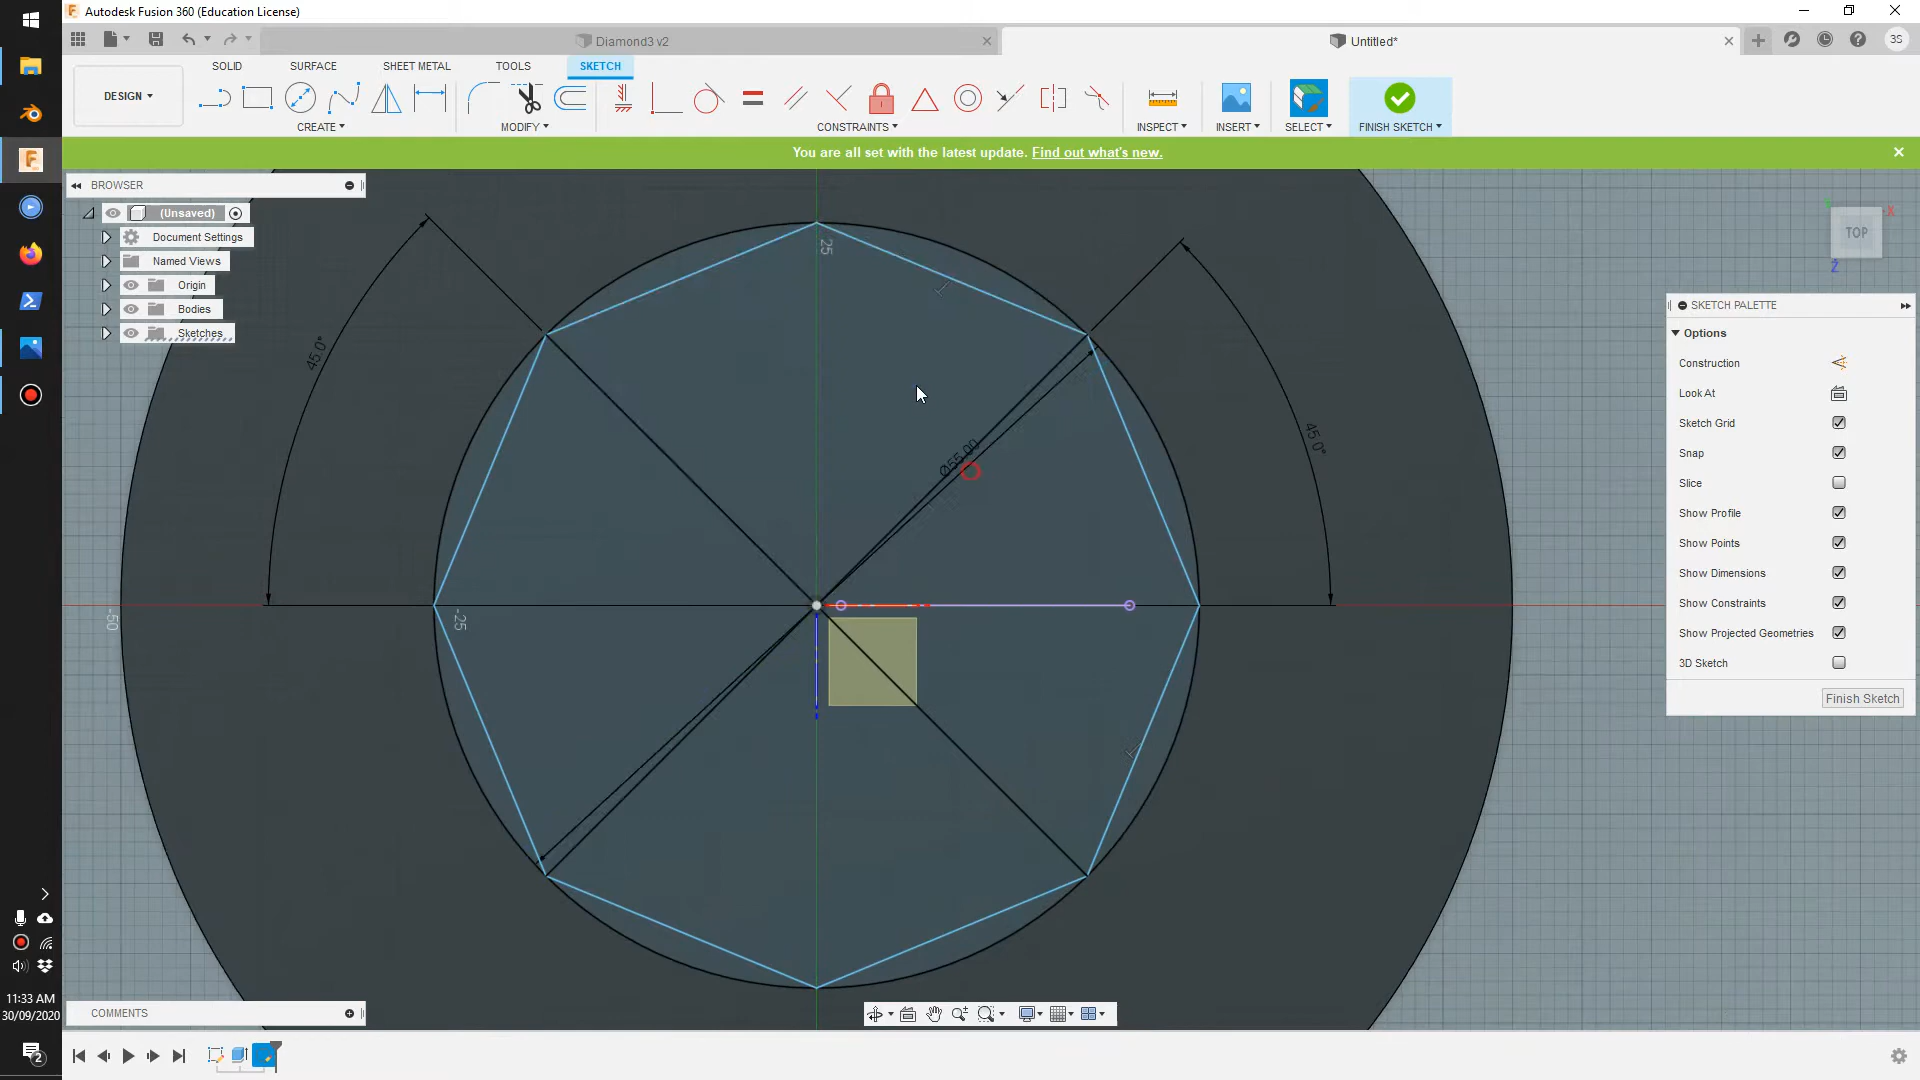 Autodesk Fusion 360 (Education License)
Diamond3 v2
Untitled*
3S
DESIGN
SOLID
SURFACE
SHEET METAL
TOOLS
SKETCH
CREATE
MODIFY
CONSTRAINTS
INSPECT
INSERT
SELECT
FINISH SKETCH
You are all set with the latest update. Find out what's new.
BROWSER
(Unsaved)
Document Settings
Named Views
Origin
Bodies
Sketches
TOP
X
Z
SKETCH PALETTE
Options
Construction
Look At
Sketch Grid
Snap
Slice
Show Profile
Show Points
Show Dimensions
Show Constraints
Show Projected Geometries
3D Sketch
Finish Sketch
25
45.0°
45.0°
Ø55.00
-50
-25
COMMENTS
11:33 AM
30/09/2020
2